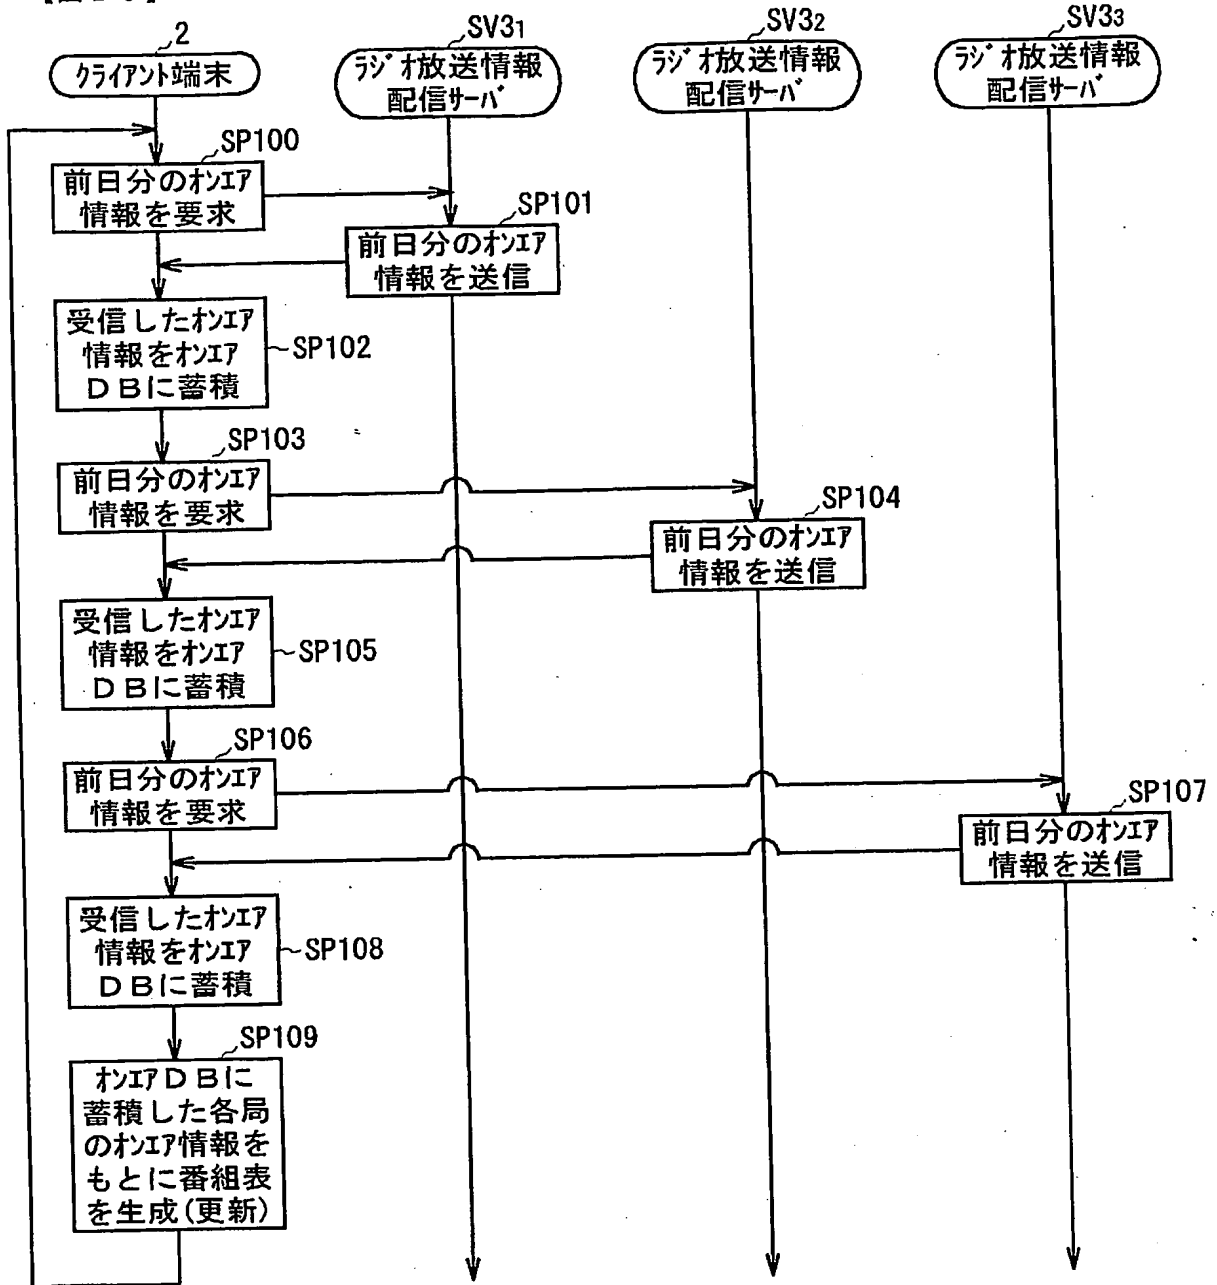 2
クライアント端末
SV31
ラジオ放送情報
配信サーバ
SV32
ラジオ放送情報
配信サーバ
SV33
ラジオ放送情報
配信サーバ
SP100
前日分のオンエア
情報を要求
SP101
前日分のオンエア
情報を送信
受信したオンエア
情報をオンエア
DBに蓄積
SP102
SP103
前日分のオンエア
情報を要求
SP104
前日分のオンエア
情報を送信
受信したオンエア
情報をオンエア
DBに蓄積
SP105
SP106
前日分のオンエア
情報を要求
SP107
前日分のオンエア
情報を送信
受信したオンエア
情報をオンエア
DBに蓄積
SP108
SP109
オンエアDBに
蓄積した各局
のオンエア情報を
もとに番組表
を生成(更新)